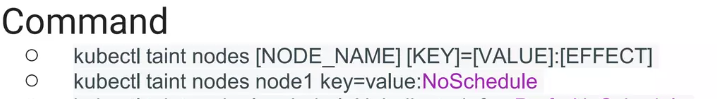 Command
kubectl taint nodes [NODE_NAME] [KEY]=[VALUE]:[EFFECT]
kubectl taint nodes node1 key=value:NoSchedule